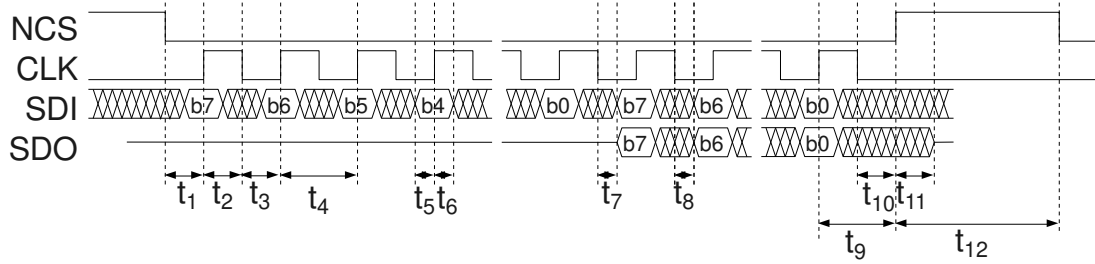 NCS
CLK
SDI b7 b6 b5 b4 b0 b7 b6 b0
SDO b7 b6 b0
t1 t2 t3 t4 t5 t6 t7 t8 t10 t11
t9 t12